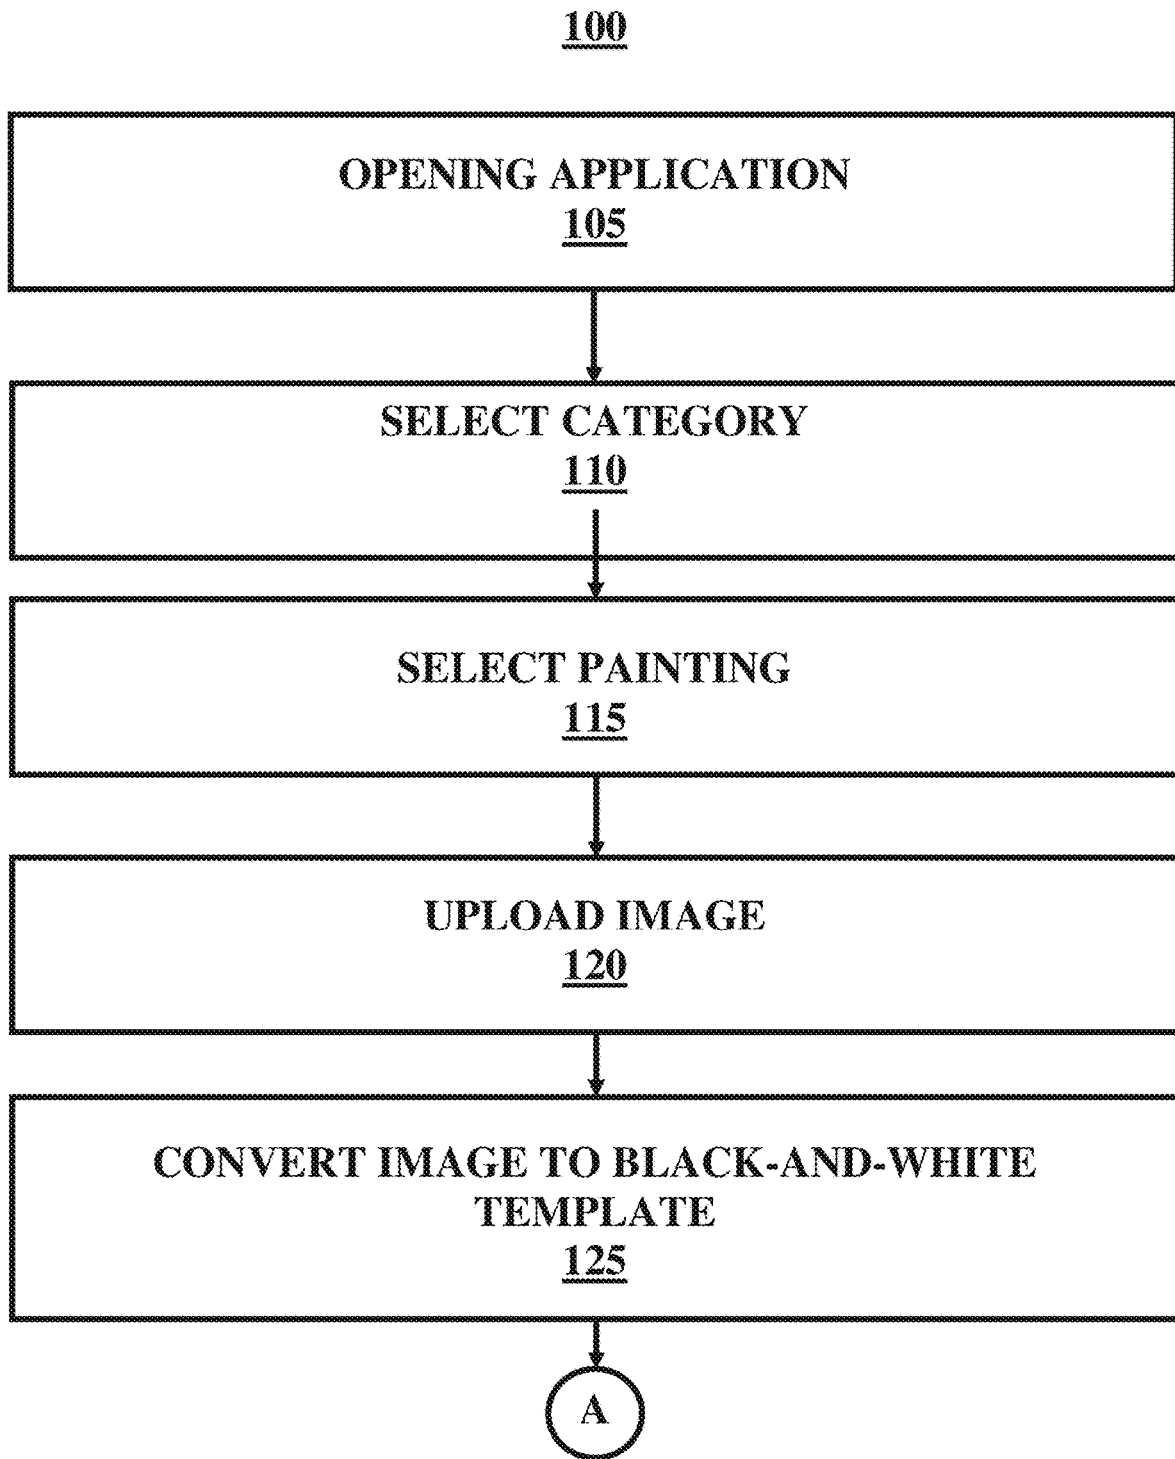 100
OPENING APPLICATION
105
SELECT CATEGORY
110
SELECT PAINTING
115
UPLOAD IMAGE
120
CONVERT IMAGE TO BLACK-AND-WHITE
TEMPLATE
125
A